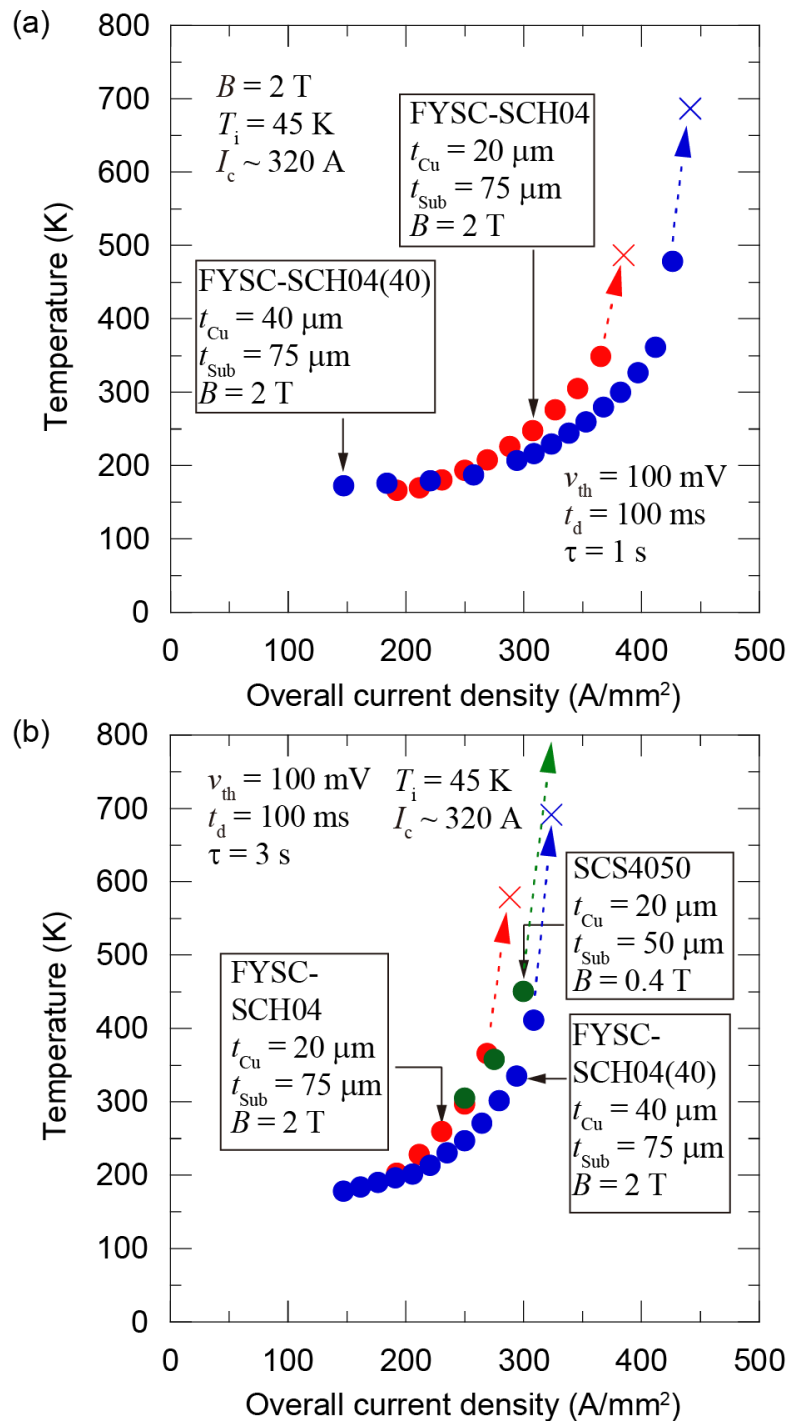 (a)
800
700
600
500
400
300
200
100
0
Temperature (K)
B = 2 T
Ti = 45 K
Ic ~ 320 A
FYSC-SCH04
tCu = 20 μm
tSub = 75 μm
B = 2 T
FYSC-SCH04(40)
tCu = 40 μm
tSub = 75 μm
B = 2 T
vth = 100 mV
td = 100 ms
τ = 1 s
0 100 200 300 400 500
Overall current density (A/mm²)
(b)
800
700
600
500
400
300
200
100
0
Temperature (K)
vth = 100 mV
td = 100 ms
τ = 3 s
Ti = 45 K
Ic ~ 320 A
SCS4050
tCu = 20 μm
tSub = 50 μm
B = 0.4 T
FYSC-
SCH04
tCu = 20 μm
tSub = 75 μm
B = 2 T
FYSC-
SCH04(40)
tCu = 40 μm
tSub = 75 μm
B = 2 T
0 100 200 300 400 500
Overall current density (A/mm²)